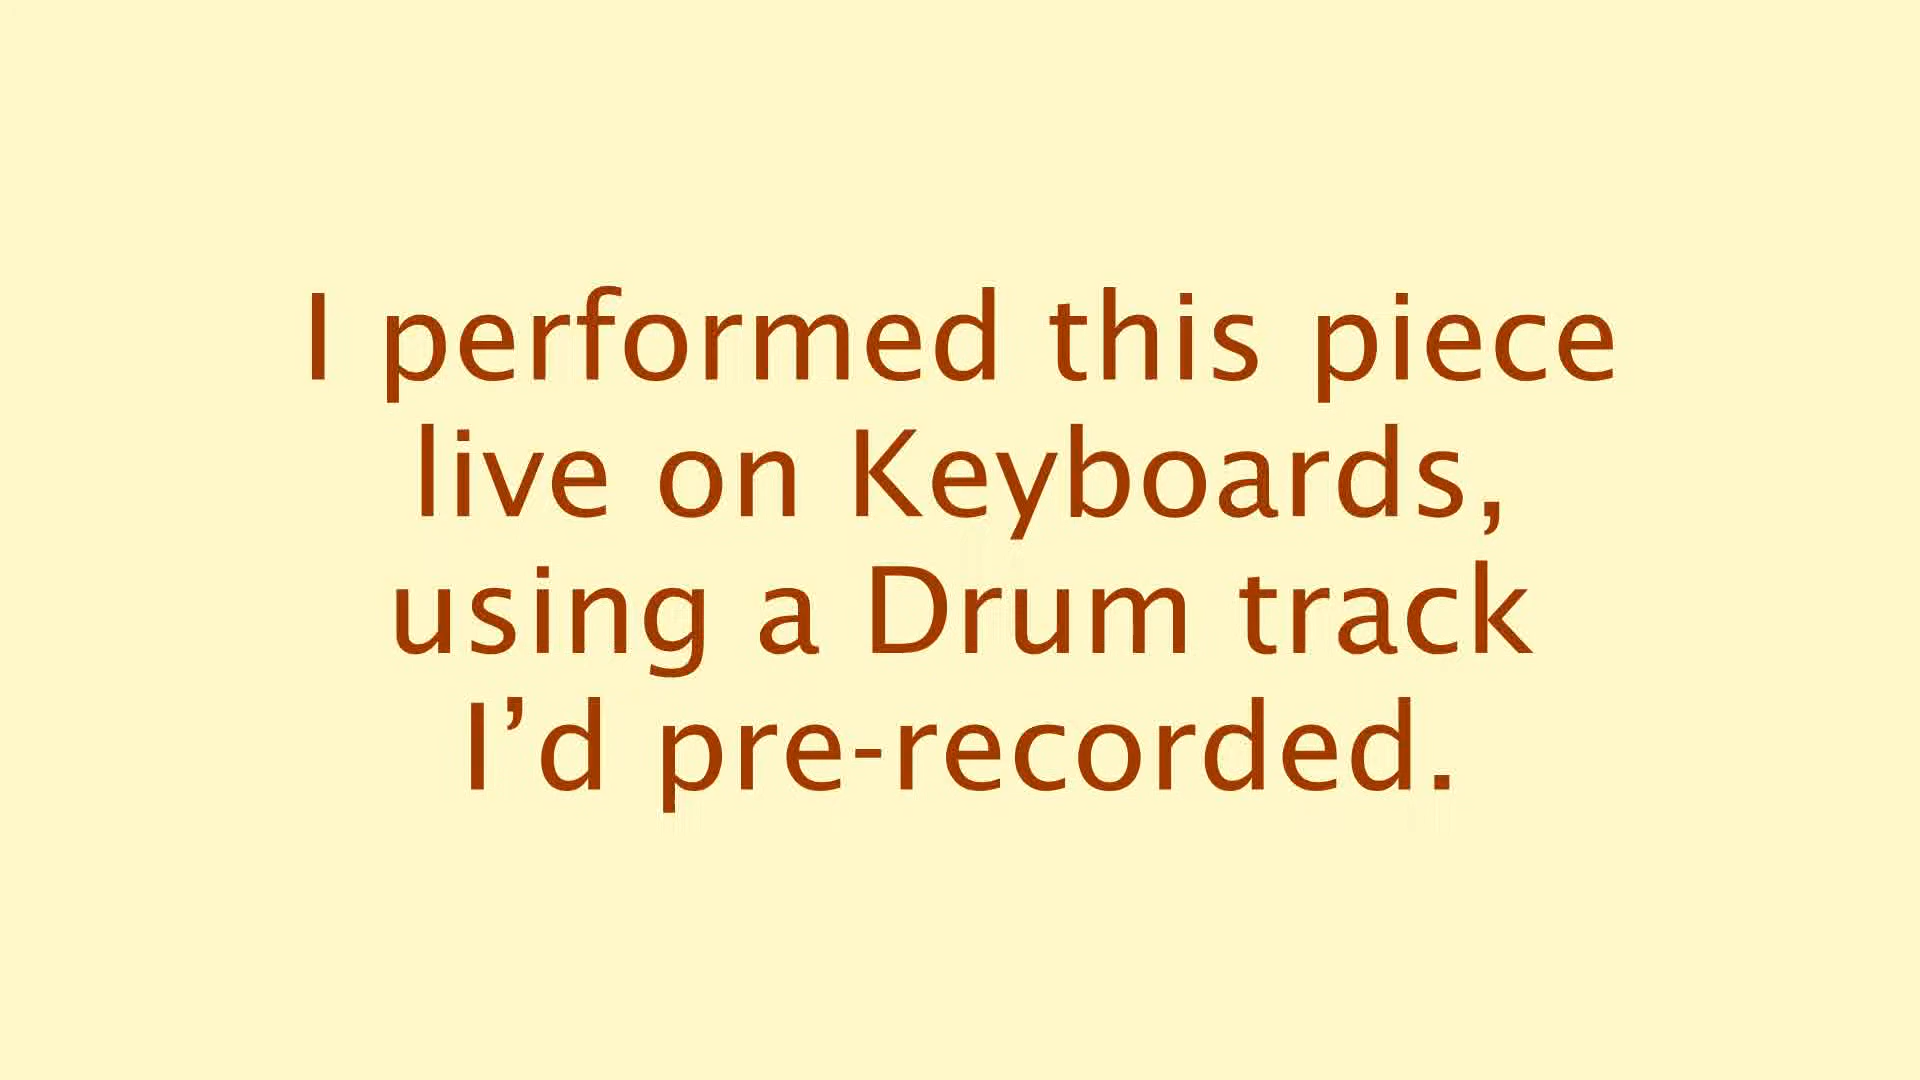 I performed this piece
live on Keyboards,
using a Drum track
I’d pre-recorded.